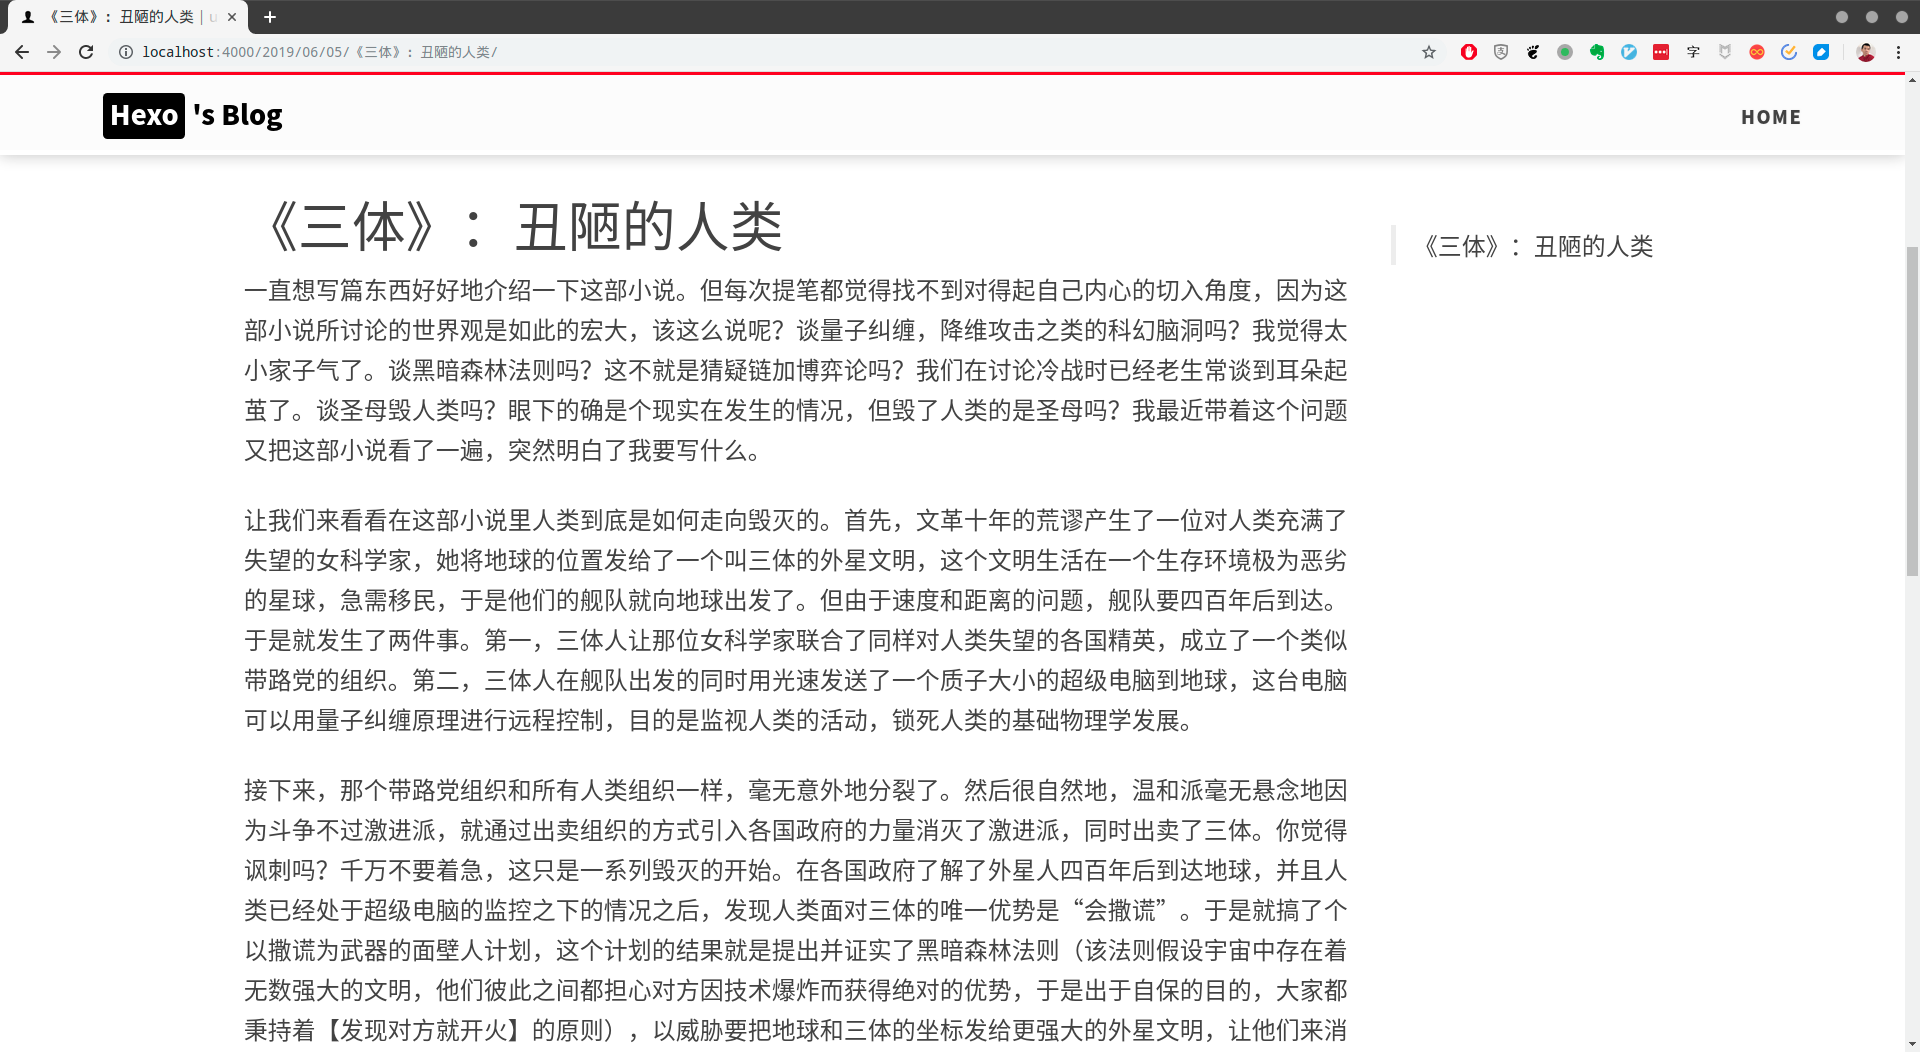 《三体》：丑陋的人类 | u
localhost:4000/2019/06/05/《三体》：丑陋的人类/
字
Hexo 's Blog
HOME
《三体》：丑陋的人类
《三体》：丑陋的人类
一直想写篇东西好好地介绍一下这部小说。但每次提笔都觉得找不到对得起自己内心的切入角度，因为这
部小说所讨论的世界观是如此的宏大，该这么说呢？谈量子纠缠，降维攻击之类的科幻脑洞吗？我觉得太
小家子气了。谈黑暗森林法则吗？这不就是猜疑链加博弈论吗？我们在讨论冷战时已经老生常谈到耳朵起
茧了。谈圣母毁人类吗？眼下的确是个现实在发生的情况，但毁了人类的是圣母吗？我最近带着这个问题
又把这部小说看了一遍，突然明白了我要写什么。
让我们来看看在这部小说里人类到底是如何走向毁灭的。首先，文革十年的荒谬产生了一位对人类充满了
失望的女科学家，她将地球的位置发给了一个叫三体的外星文明，这个文明生活在一个生存环境极为恶劣
的星球，急需移民，于是他们的舰队就向地球出发了。但由于速度和距离的问题，舰队要四百年后到达。
于是就发生了两件事。第一，三体人让那位女科学家联合了同样对人类失望的各国精英，成立了一个类似
带路党的组织。第二，三体人在舰队出发的同时用光速发送了一个质子大小的超级电脑到地球，这台电脑
可以用量子纠缠原理进行远程控制，目的是监视人类的活动，锁死人类的基础物理学发展。
接下来，那个带路党组织和所有人类组织一样，毫无意外地分裂了。然后很自然地，温和派毫无悬念地因
为斗争不过激进派，就通过出卖组织的方式引入各国政府的力量消灭了激进派，同时出卖了三体。你觉得
讽刺吗？千万不要着急，这只是一系列毁灭的开始。在各国政府了解了外星人四百年后到达地球，并且人
类已经处于超级电脑的监控之下的情况之后，发现人类面对三体的唯一优势是“会撒谎”。于是就搞了个
以撒谎为武器的面壁人计划，这个计划的结果就是提出并证实了黑暗森林法则（该法则假设宇宙中存在着
无数强大的文明，他们彼此之间都担心对方因技术爆炸而获得绝对的优势，于是出于自保的目的，大家都
秉持着【发现对方就开火】的原则），以威胁要把地球和三体的坐标发给更强大的外星文明，让他们来消